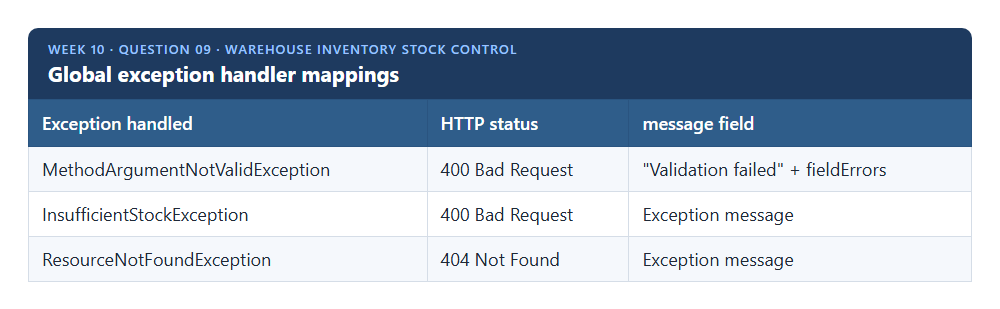 WEEK 10 · QUESTION 09 · WAREHOUSE INVENTORY STOCK CONTROL
Global exception handler mappings
Exception handled HTTP status message field
MethodArgumentNotValidException 400 Bad Request "Validation failed" + fieldErrors
InsufficientStockException 400 Bad Request Exception message
ResourceNotFoundException 404 Not Found Exception message